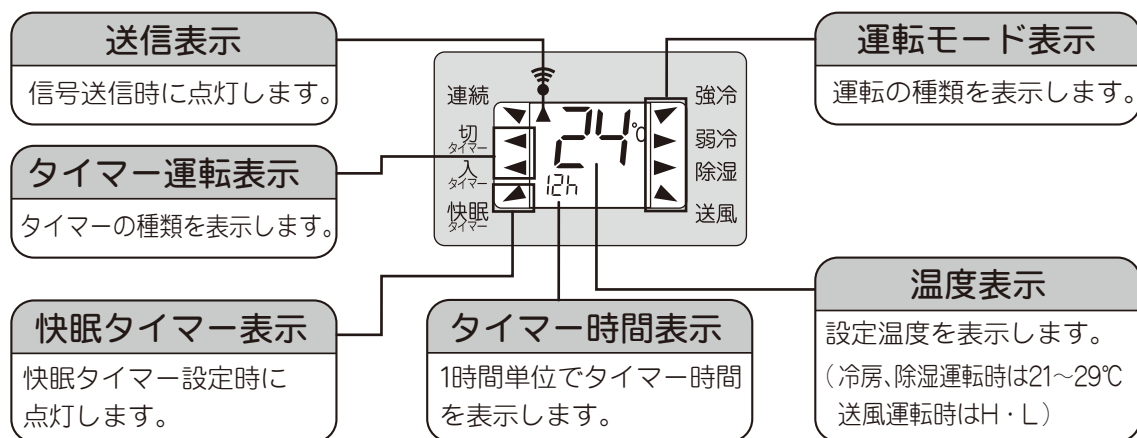 送信表示
信号送信時に点灯します。
タイマー運転表示
タイマーの種類を表示します。
快眠タイマー表示
快眠タイマー設定時に
点灯します。
連続
切
タイマー
入
タイマー
快眠
タイマー
24℃
12h
強冷
弱冷
除湿
送風
タイマー時間表示
1時間単位でタイマー時間
を表示します。
運転モード表示
運転の種類を表示します。
温度表示
設定温度を表示します。
（冷房、除湿運転時は21～29℃
送風運転時はH・L）